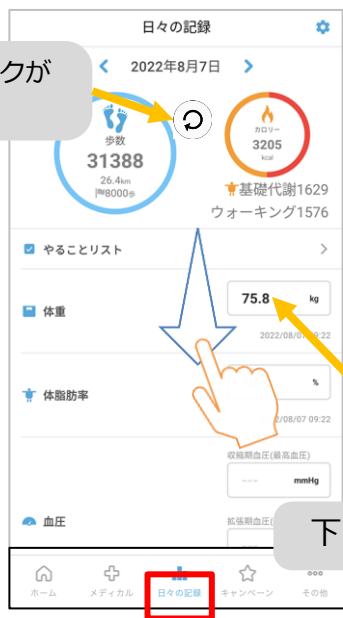 日々の記録
2022年8月7日
クが
歩数
31388
26.4km
8000歩
カロリー
3205
kcal
基礎代謝1629
ウォーキング1576
やることリスト
体重
75.8 kg
2022/08/07 09:22
体脂肪率
%
/08/07 09:22
収縮期血圧(最高血圧)
--- mmHg
血圧
拡張期血圧(
---
下
ホーム
メディカル
日々の記録
キャンペーン
その他